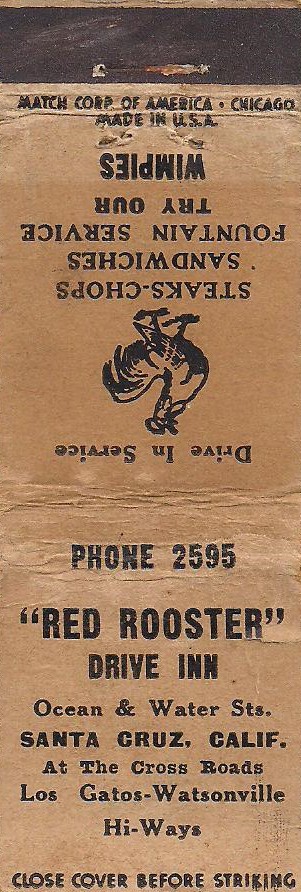 MATCH CORP. OF AMERICA • CHICAGO
MADE IN U.S.A.
Drive In Service
STEAKS-CHOPS
SANDWICHES
FOUNTAIN SERVICE
TRY OUR
WIMPIES
PHONE 2595
"RED ROOSTER"
DRIVE INN
Ocean & Water Sts.
SANTA CRUZ, CALIF.
At The Cross Roads
Los Gatos-Watsonville
Hi-Ways
CLOSE COVER BEFORE STRIKING